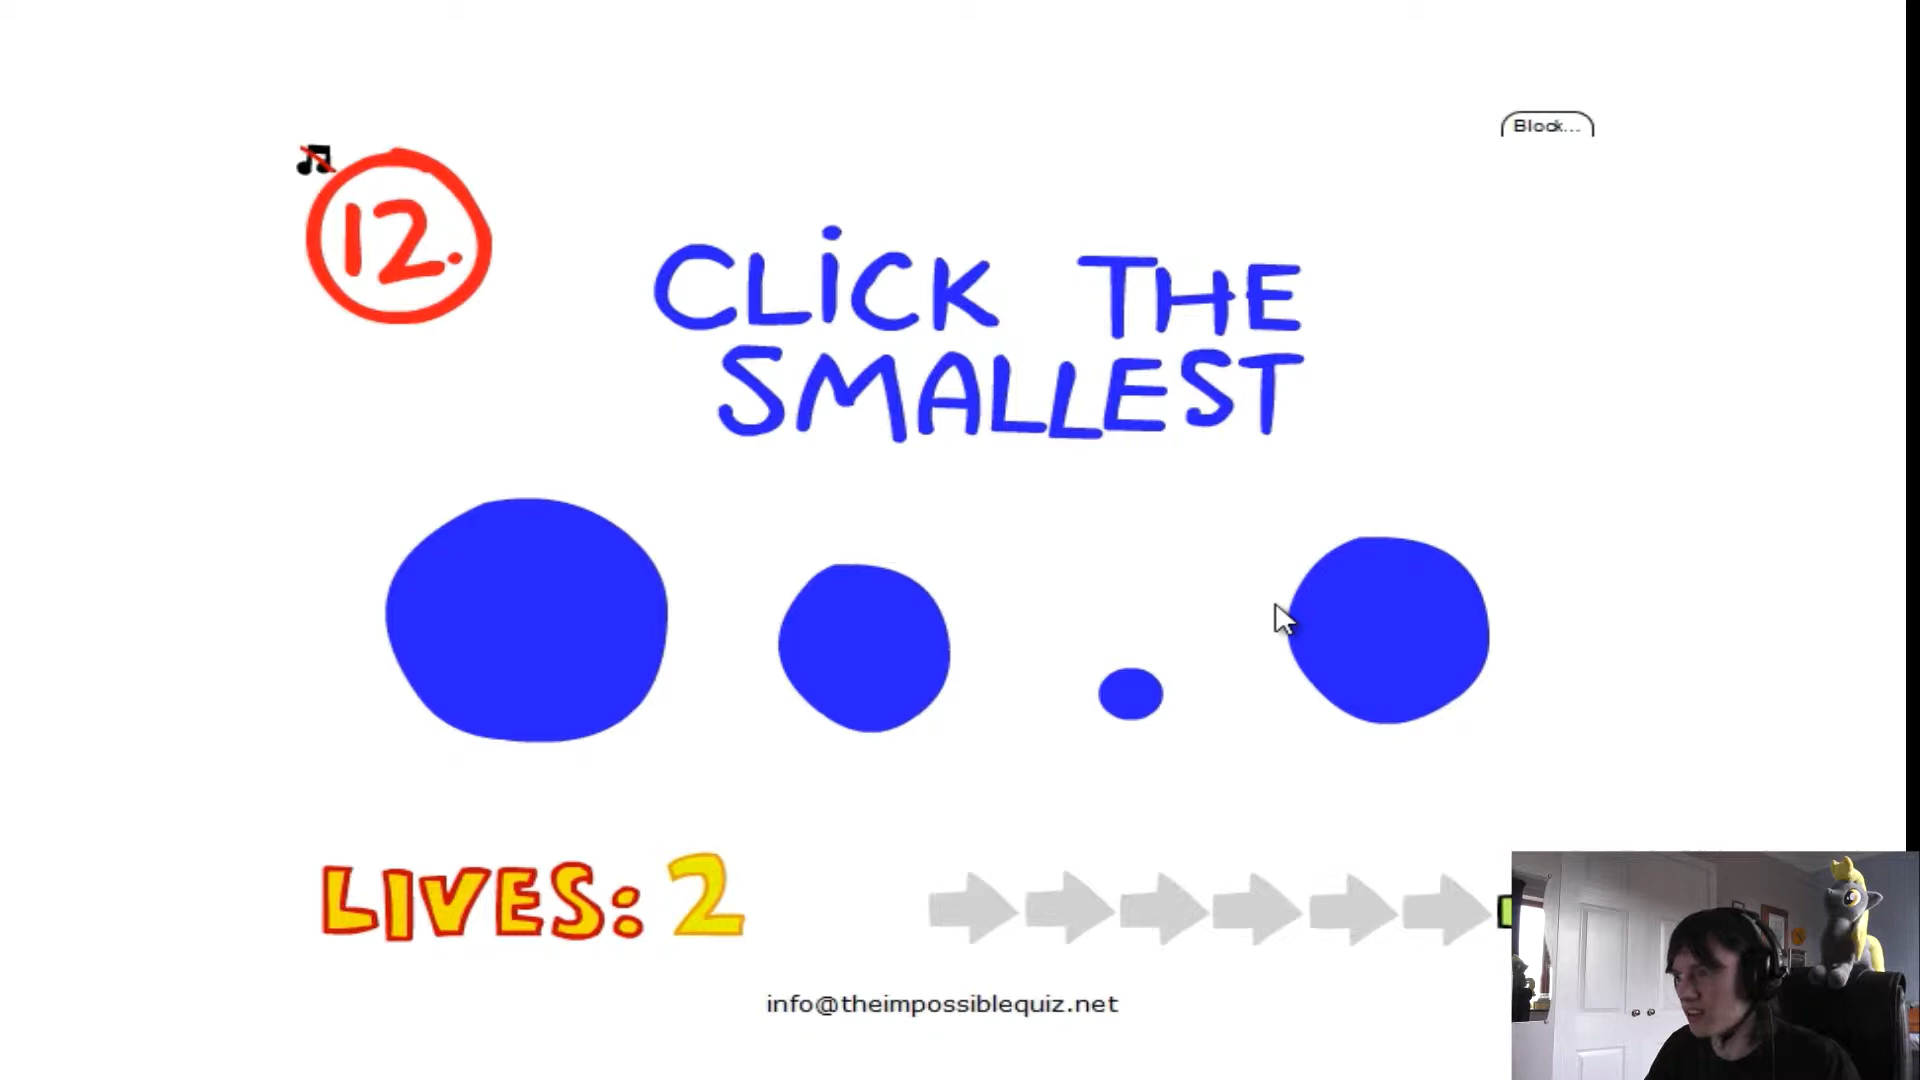 Block...
12.
CLiCK THE
SMALLEST
LIVES: 2
info@theimpossiblequiz.net